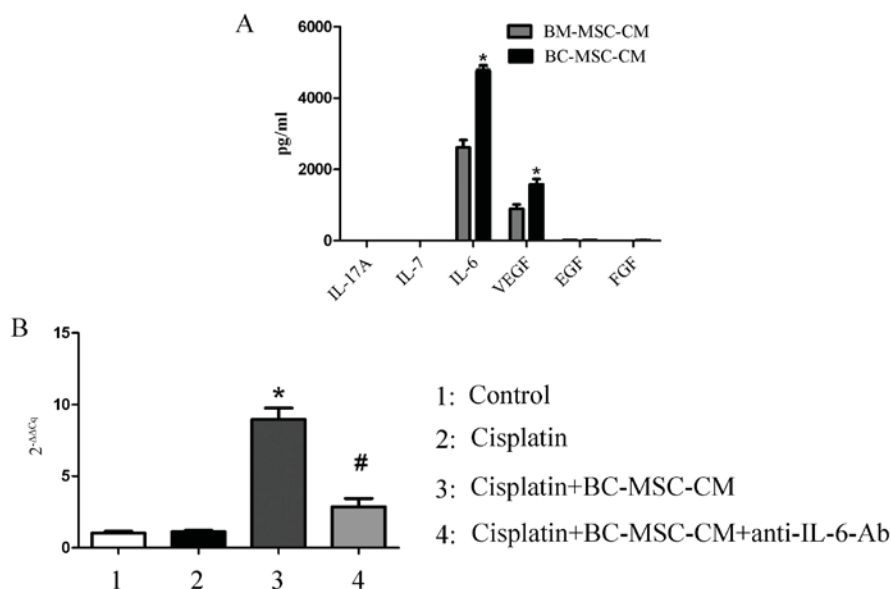 A
6000
4000
2000
0
pg/ml
BM-MSC-CM
BC-MSC-CM
*
*
IL-17A
IL-7
IL-6
VEGF
EGF
FGF
B
15
10
5
0
2-ΔΔCq
*
#
1
2
3
4
1: Control
2: Cisplatin
3: Cisplatin+BC-MSC-CM
4: Cisplatin+BC-MSC-CM+anti-IL-6-Ab